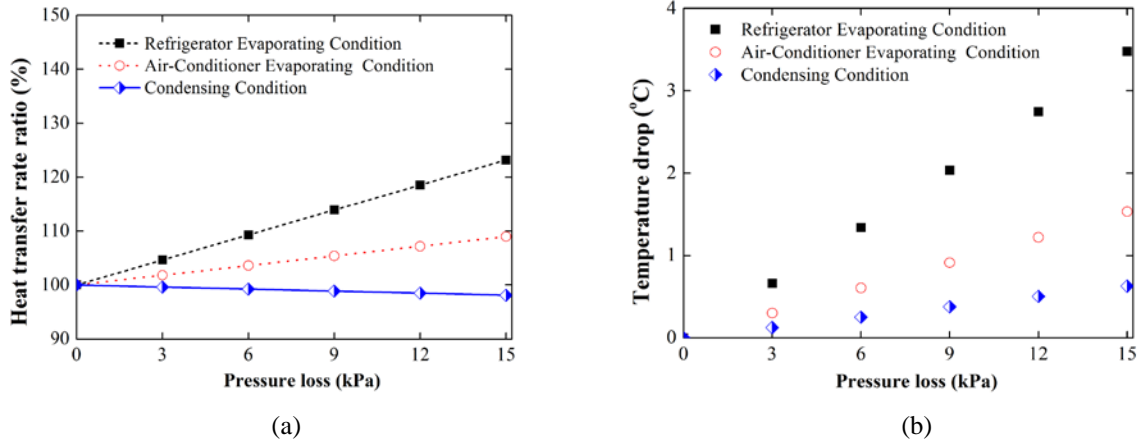 150
140
130
120
110
100
90
Heat transfer rate ratio (%)
Refrigerator Evaporating Condition
Air-Conditioner Evaporating Condition
Condensing Condition
0 3 6 9 12 15
Pressure loss (kPa)
(a)
4
3
2
1
0
Temperature drop (°C)
Refrigerator Evaporating Condition
Air-Conditioner Evaporating Condition
Condensing Condition
0 3 6 9 12 15
Pressure loss (kPa)
(b)